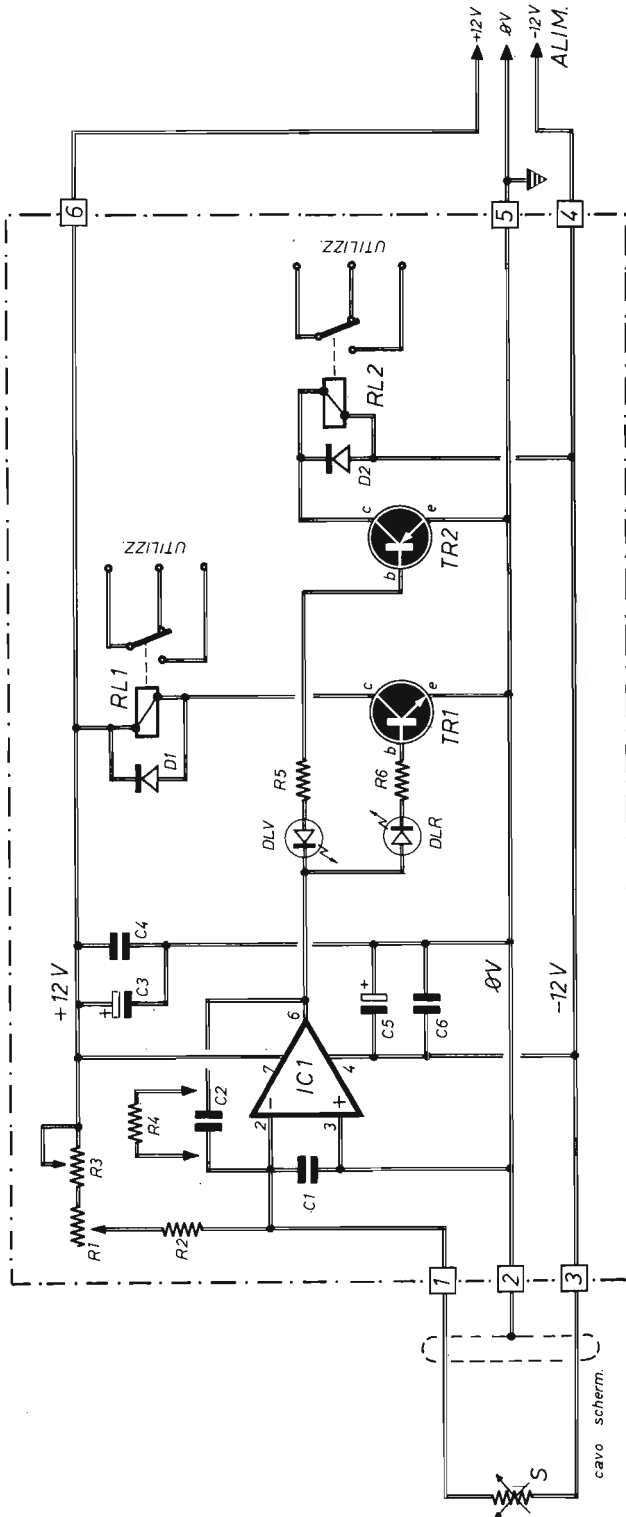 +12V
0V
-12V
ALIM.
6
5
4
UTILIZZ.
RL2
D2
c
b
e
TR2
UTILIZZ.
RL1
D1
c
b
e
TR1
R5
DLV
R6
DLR
+12V
C4
+
C3
+
C5
C6
0V
-12V
R3
R1
R4
R2
C2
C1
2
3
7
6
4
-
+
IC1
1
2
3
S
cavo scherm.